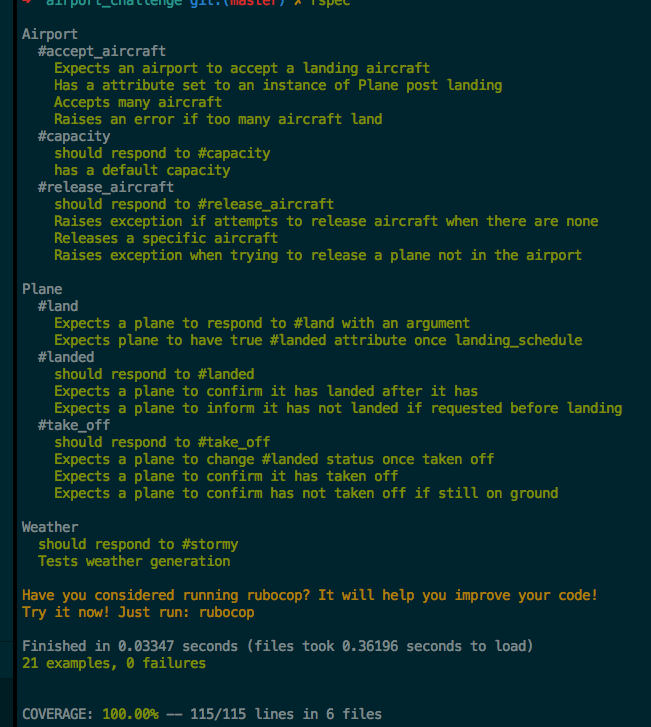 ➜ airport_challenge git:(master) ✗ rspec
Airport
#accept_aircraft
Expects an airport to accept a landing aircraft
Has a attribute set to an instance of Plane post landing
Accepts many aircraft
Raises an error if too many aircraft land
#capacity
should respond to #capacity
has a default capacity
#release_aircraft
should respond to #release_aircraft
Raises exception if attempts to release aircraft when there are none
Releases a specific aircraft
Raises exception when trying to release a plane not in the airport
Plane
#land
Expects a plane to respond to #land with an argument
Expects plane to have true #landed attribute once landing_schedule
#landed
should respond to #landed
Expects a plane to confirm it has landed after it has
Expects a plane to inform it has not landed if requested before landing
#take_off
should respond to #take_off
Expects a plane to change #landed status once taken off
Expects a plane to confirm it has taken off
Expects a plane to confirm has not taken off if still on ground
Weather
should respond to #stormy
Tests weather generation
Have you considered running rubocop? It will help you improve your code!
Try it now! Just run: rubocop
Finished in 0.03347 seconds (files took 0.36196 seconds to load)
21 examples, 0 failures
COVERAGE: 100.00% -- 115/115 lines in 6 files